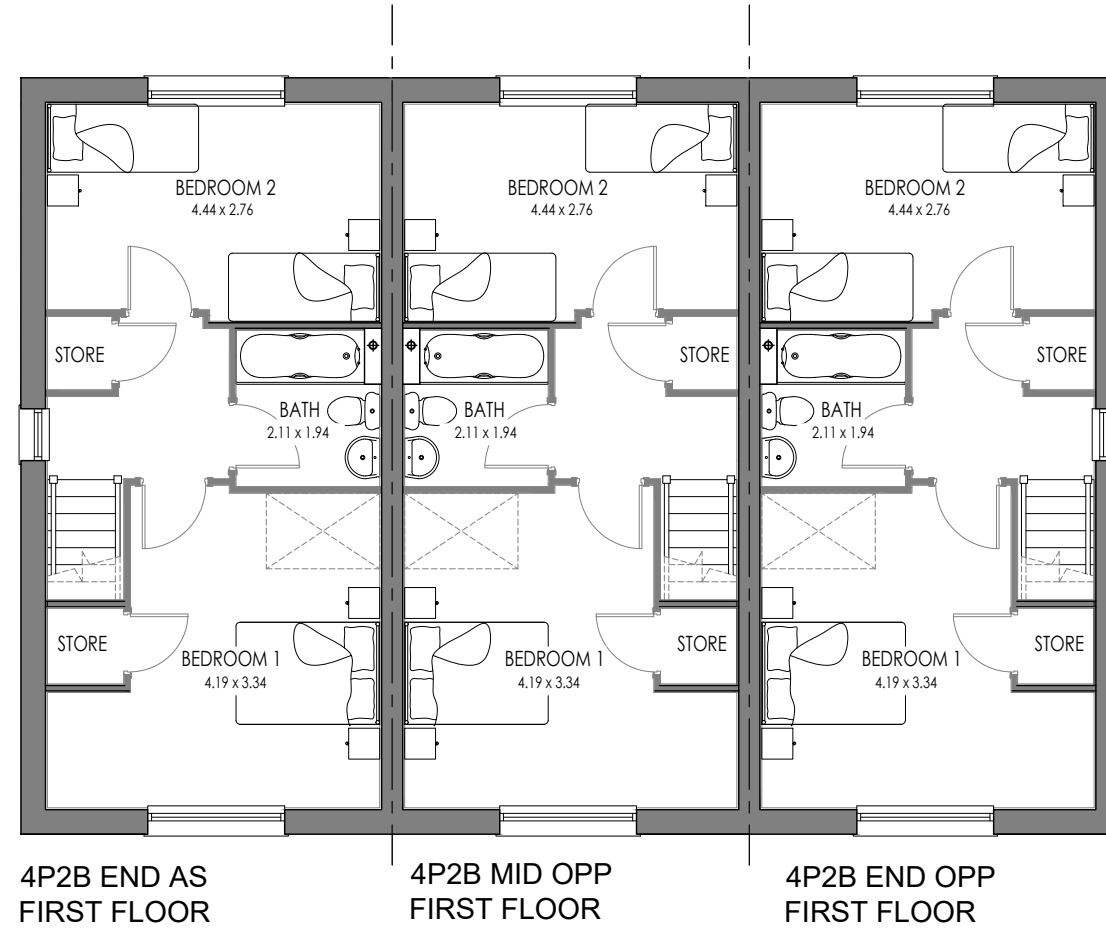 BEDROOM 2
4.44 x 2.76
BEDROOM 2
4.44 x 2.76
BEDROOM 2
4.44 x 2.76
STORE
STORE
STORE
BATH
2.11 x 1.94
BATH
2.11 x 1.94
BATH
2.11 x 1.94
STORE
BEDROOM 1
4.19 x 3.34
BEDROOM 1
4.19 x 3.34
STORE
BEDROOM 1
4.19 x 3.34
STORE
4P2B END AS
FIRST FLOOR
4P2B MID OPP
FIRST FLOOR
4P2B END OPP
FIRST FLOOR